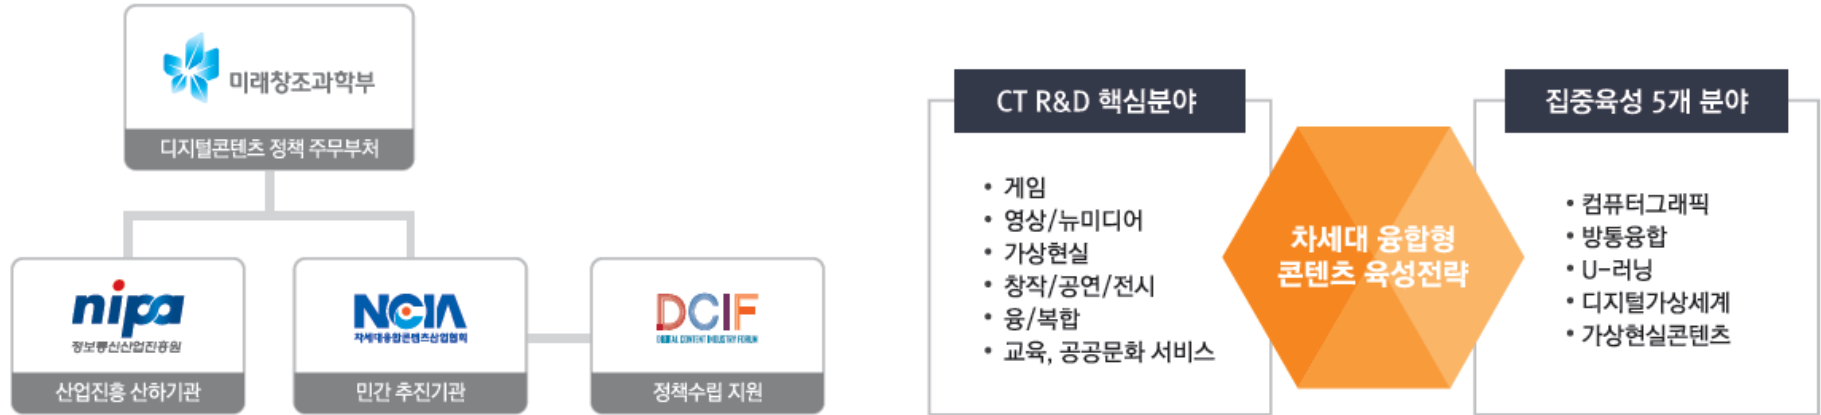 미래창조과학부
디지털콘텐츠 정책 주무부처
nipa
정보통신산업진흥원
산업진흥 산하기관
NCIA
차세대융합콘텐츠산업협회
민간 추진기관
DCIF
DIGITAL CONTENT INDUSTRY FORUM
정책수립 지원
CT R&D 핵심분야
• 게임
• 영상/뉴미디어
• 가상현실
• 창작/공연/전시
• 융/복합
• 교육, 공공문화 서비스
차세대 융합형
콘텐츠 육성전략
집중육성 5개 분야
• 컴퓨터그래픽
• 방통융합
• U-러닝
• 디지털가상세계
• 가상현실콘텐츠